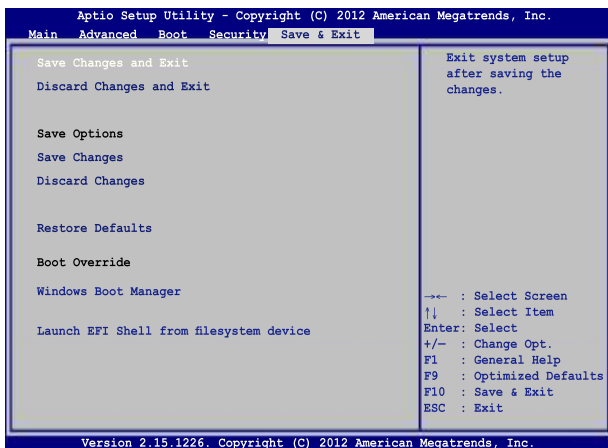 Aptio Setup Utility - Copyright (C) 2012 American Megatrends, Inc.
Main Advanced Boot Security Save & Exit
Save Changes and Exit
Discard Changes and Exit
Save Options
Save Changes
Discard Changes
Restore Defaults
Boot Override
Windows Boot Manager
Launch EFI Shell from filesystem device
Exit system setup
after saving the
changes.
→← : Select Screen
↑↓ : Select Item
Enter: Select
+/— : Change Opt.
F1 : General Help
F9 : Optimized Defaults
F10 : Save & Exit
ESC : Exit
Version 2.15.1226. Copyright (C) 2012 American Megatrends, Inc.